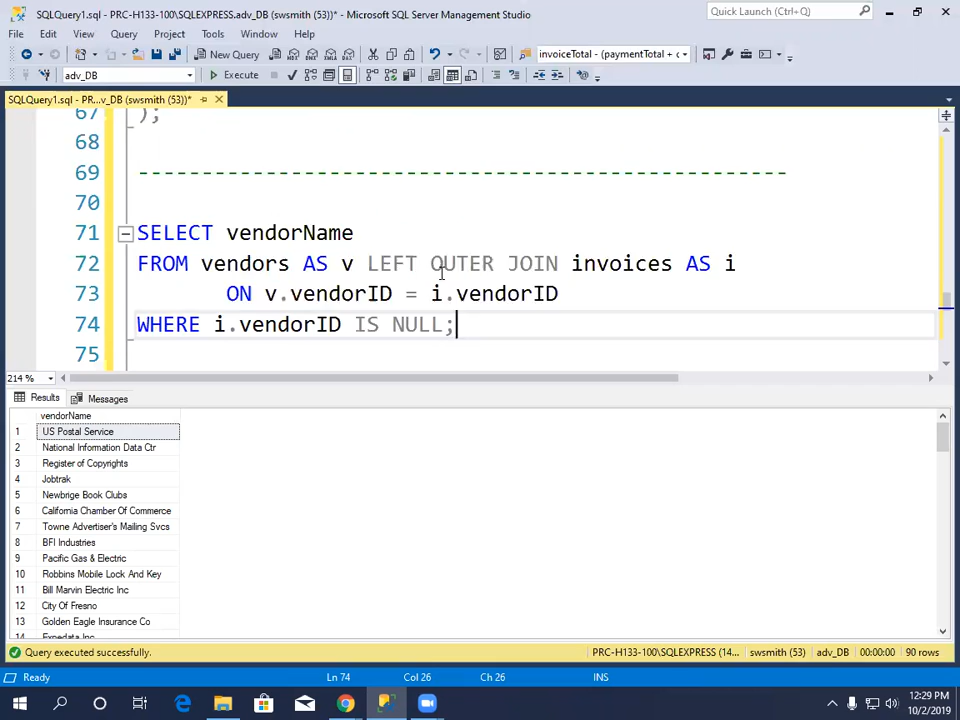 SQLQuery1.sql - PRC-H133-100\SQLEXPRESS.adv_DB (swsmith (53))* - Microsoft SQL Server Management Studio
Quick Launch (Ctrl+Q)
File Edit View Query Project Tools Window Help
New Query
invoiceTotal - (paymentTotal + c
adv_DB
Execute
SQLQuery1.sql - PR...v_DB (swsmith (53))*
67 );
68
69 ---------------------------------------------------
70
71 SELECT vendorName
72 FROM vendors AS v LEFT OUTER JOIN invoices AS i
73 ON v.vendorID = i.vendorID
74 WHERE i.vendorID IS NULL;
75
214 %
Results Messages
vendorName
1 US Postal Service
2 National Information Data Ctr
3 Register of Copyrights
4 Jobtrak
5 Newbrige Book Clubs
6 California Chamber Of Commerce
7 Towne Advertiser's Mailing Svcs
8 BFI Industries
9 Pacific Gas & Electric
10 Robbins Mobile Lock And Key
11 Bill Marvin Electric Inc
12 City Of Fresno
13 Golden Eagle Insurance Co
14 Expedata Inc
Query executed successfully.
PRC-H133-100\SQLEXPRESS (14... swsmith (53) adv_DB 00:00:00 90 rows
Ready Ln 74 Col 26 Ch 26 INS
12:29 PM
10/2/2019